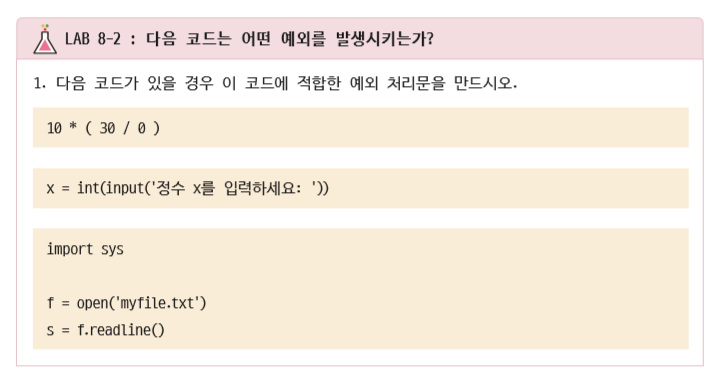 LAB 8-2 : 다음 코드는 어떤 예외를 발생시키는가?
1. 다음 코드가 있을 경우 이 코드에 적합한 예외 처리문을 만드시오.
10 * ( 30 / 0 )
x = int(input('정수 x를 입력하세요: '))
import sys
f = open('myfile.txt')
s = f.readline()